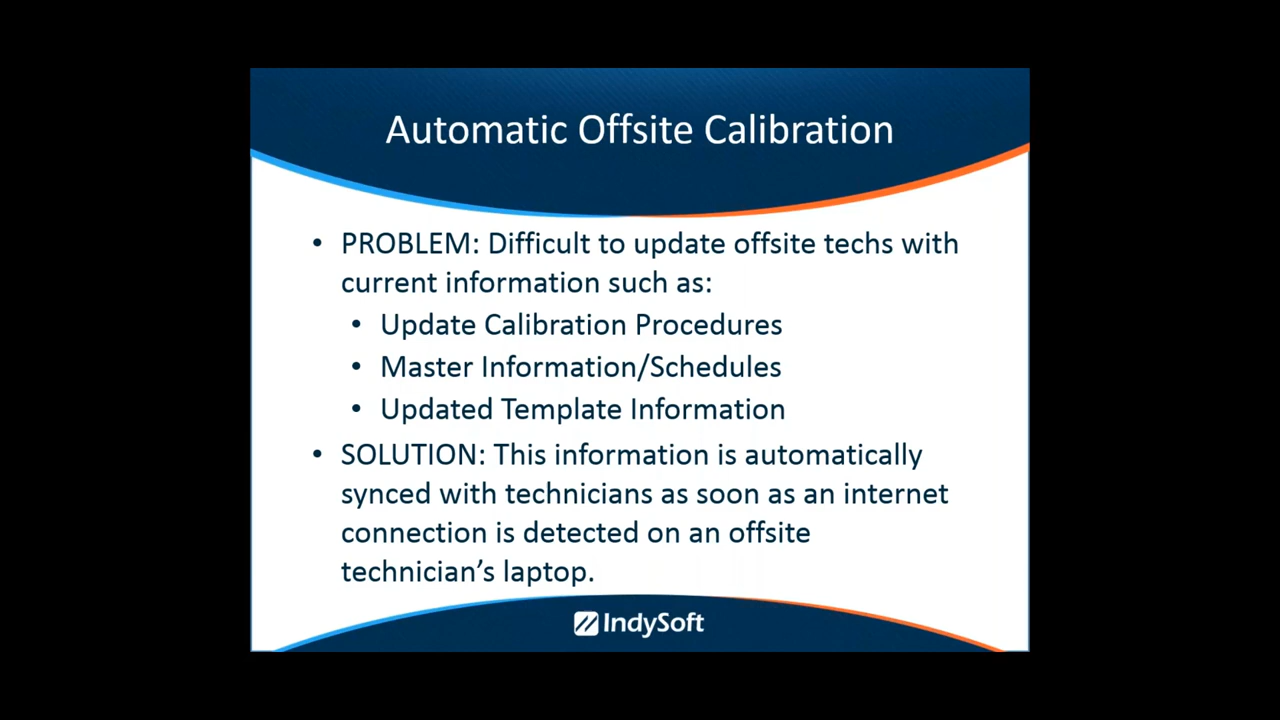 Automatic Offsite Calibration
• PROBLEM: Difficult to update offsite techs with
current information such as:
• Update Calibration Procedures
• Master Information/Schedules
• Updated Template Information
• SOLUTION: This information is automatically
synced with technicians as soon as an internet
connection is detected on an offsite
technician’s laptop.
IndySoft